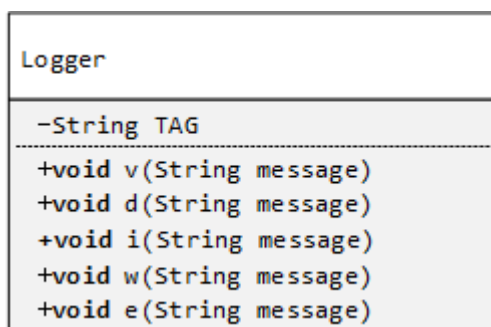 Logger
-String TAG
+void v(String message)
+void d(String message)
+void i(String message)
+void w(String message)
+void e(String message)